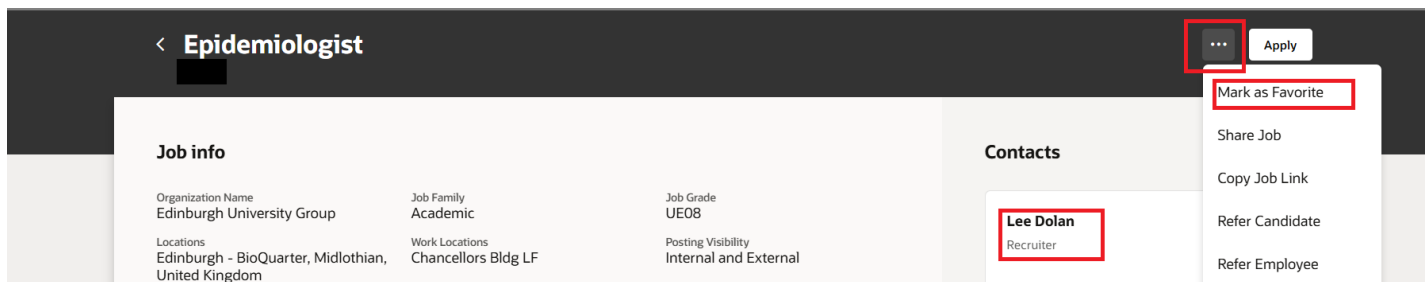 Epidemiologist
Apply
Mark as Favorite
Share Job
Copy Job Link
Refer Candidate
Refer Employee
Job info
Organization Name
Edinburgh University Group
Job Family
Academic
Job Grade
UE08
Locations
Edinburgh - BioQuarter, Midlothian,
United Kingdom
Work Locations
Chancellors Bldg LF
Posting Visibility
Internal and External
Contacts
Lee Dolan
Recruiter